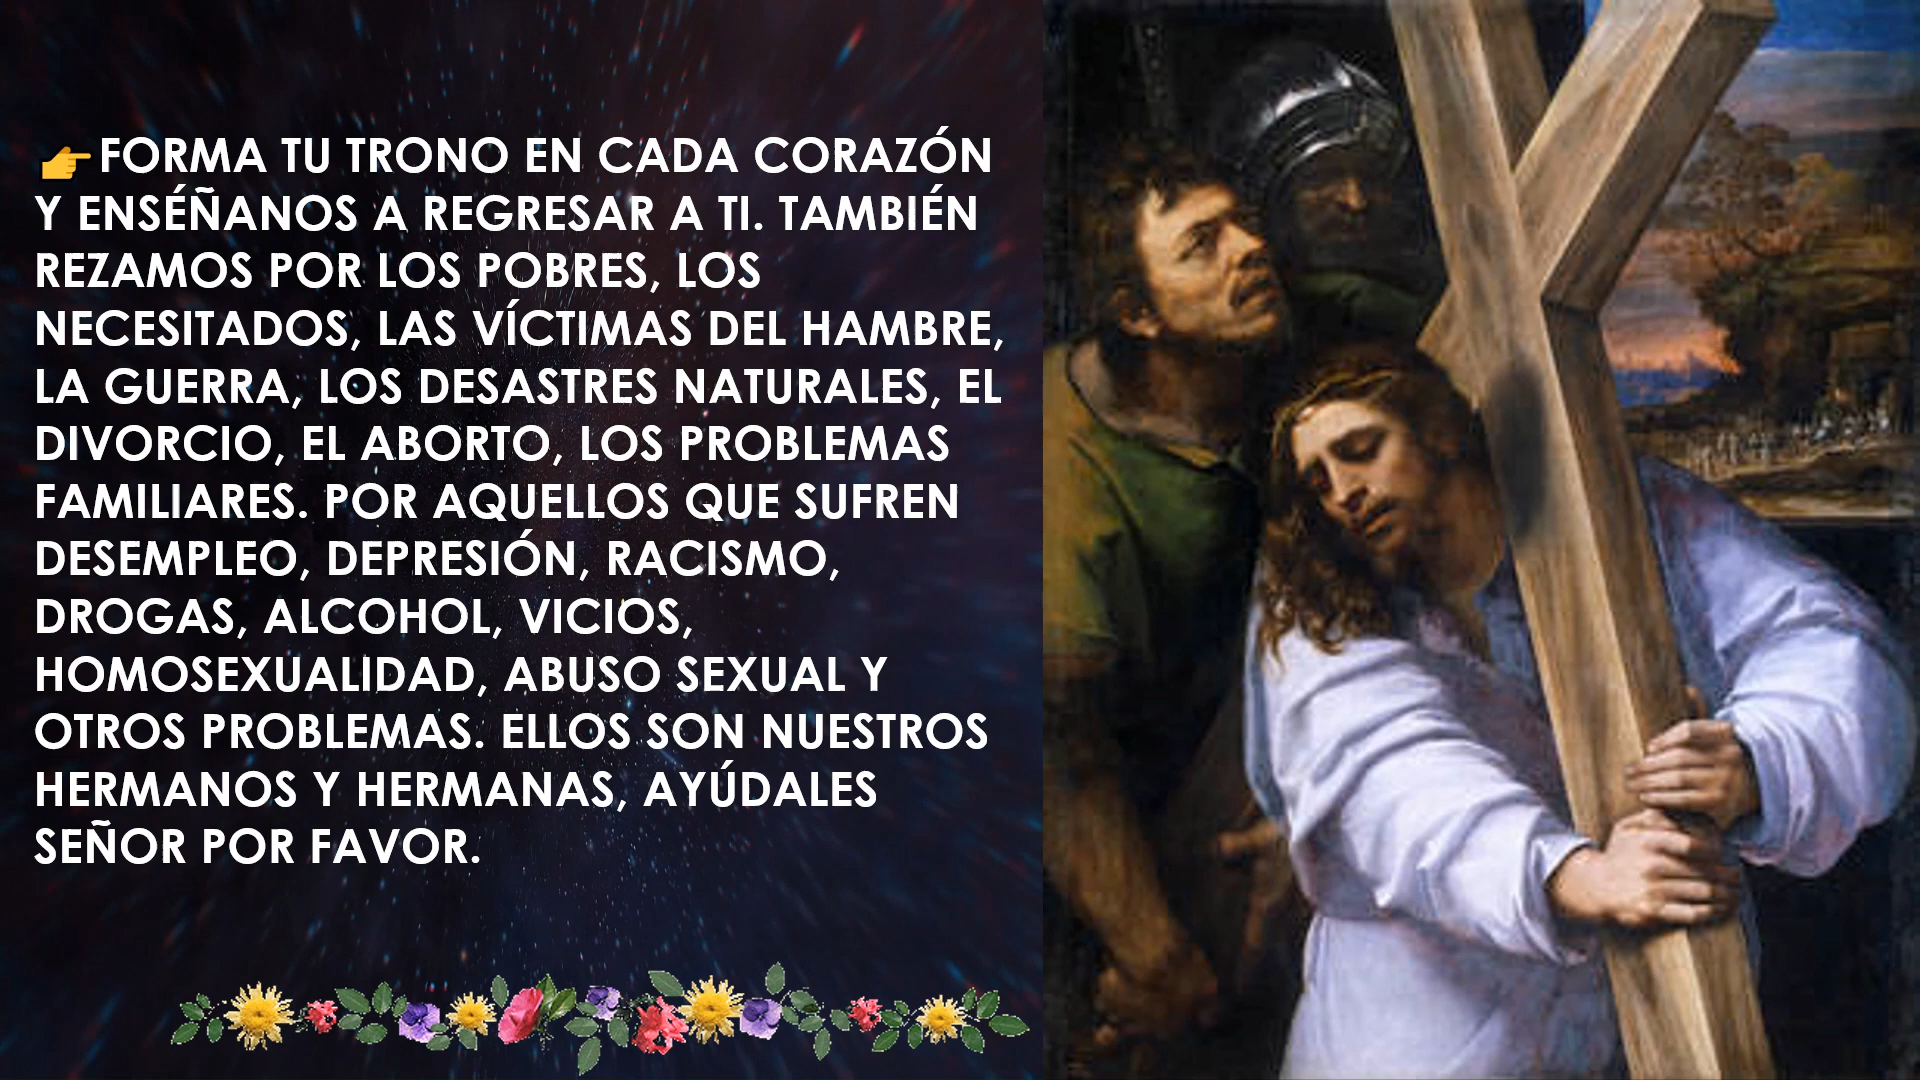 👉FORMA TU TRONO EN CADA CORAZÓN
Y ENSÉÑANOS A REGRESAR A TI. TAMBIÉN
REZAMOS POR LOS POBRES, LOS
NECESITADOS, LAS VÍCTIMAS DEL HAMBRE,
LA GUERRA, LOS DESASTRES NATURALES, EL
DIVORCIO, EL ABORTO, LOS PROBLEMAS
FAMILIARES. POR AQUELLOS QUE SUFREN
DESEMPLEO, DEPRESIÓN, RACISMO,
DROGAS, ALCOHOL, VICIOS,
HOMOSEXUALIDAD, ABUSO SEXUAL Y
OTROS PROBLEMAS. ELLOS SON NUESTROS
HERMANOS Y HERMANAS, AYÚDALES
SEÑOR POR FAVOR.